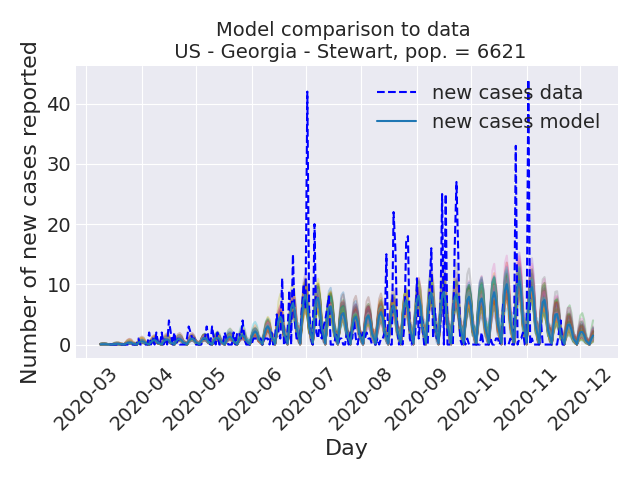 Model comparison to data
US - Georgia - Stewart, pop. = 6621
Number of new cases reported
40
30
20
10
0
new cases data
new cases model
2020-03
2020-04
2020-05
2020-06
2020-07
2020-08
2020-09
2020-10
2020-11
2020-12
Day